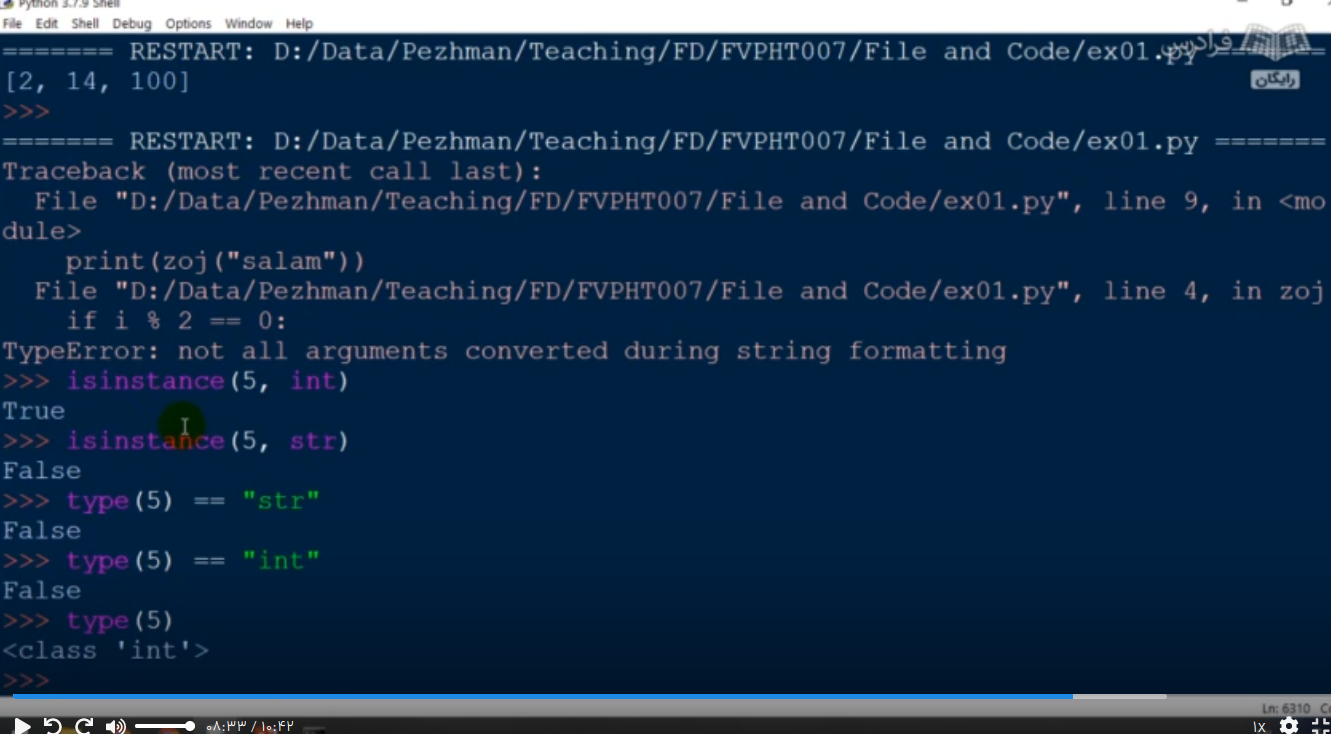 Python 3.7.9 Shell
File Edit Shell Debug Options Window Help
======= RESTART: D:/Data/Pezhman/Teaching/FD/FVPHT007/File and Code/ex01.py =======
فرادرس
رایگان
[2, 14, 100]
>>>
======= RESTART: D:/Data/Pezhman/Teaching/FD/FVPHT007/File and Code/ex01.py =======
Traceback (most recent call last):
  File "D:/Data/Pezhman/Teaching/FD/FVPHT007/File and Code/ex01.py", line 9, in <mo
dule>
    print(zoj("salam"))
  File "D:/Data/Pezhman/Teaching/FD/FVPHT007/File and Code/ex01.py", line 4, in zoj
    if i % 2 == 0:
TypeError: not all arguments converted during string formatting
>>> isinstance(5, int)
True
>>> isinstance(5, str)
False
>>> type(5) == "str"
False
>>> type(5) == "int"
False
>>> type(5)
<class 'int'>
>>>
Ln: 6310
۰۸:۳۳ / ۱۰:۴۲
۱x